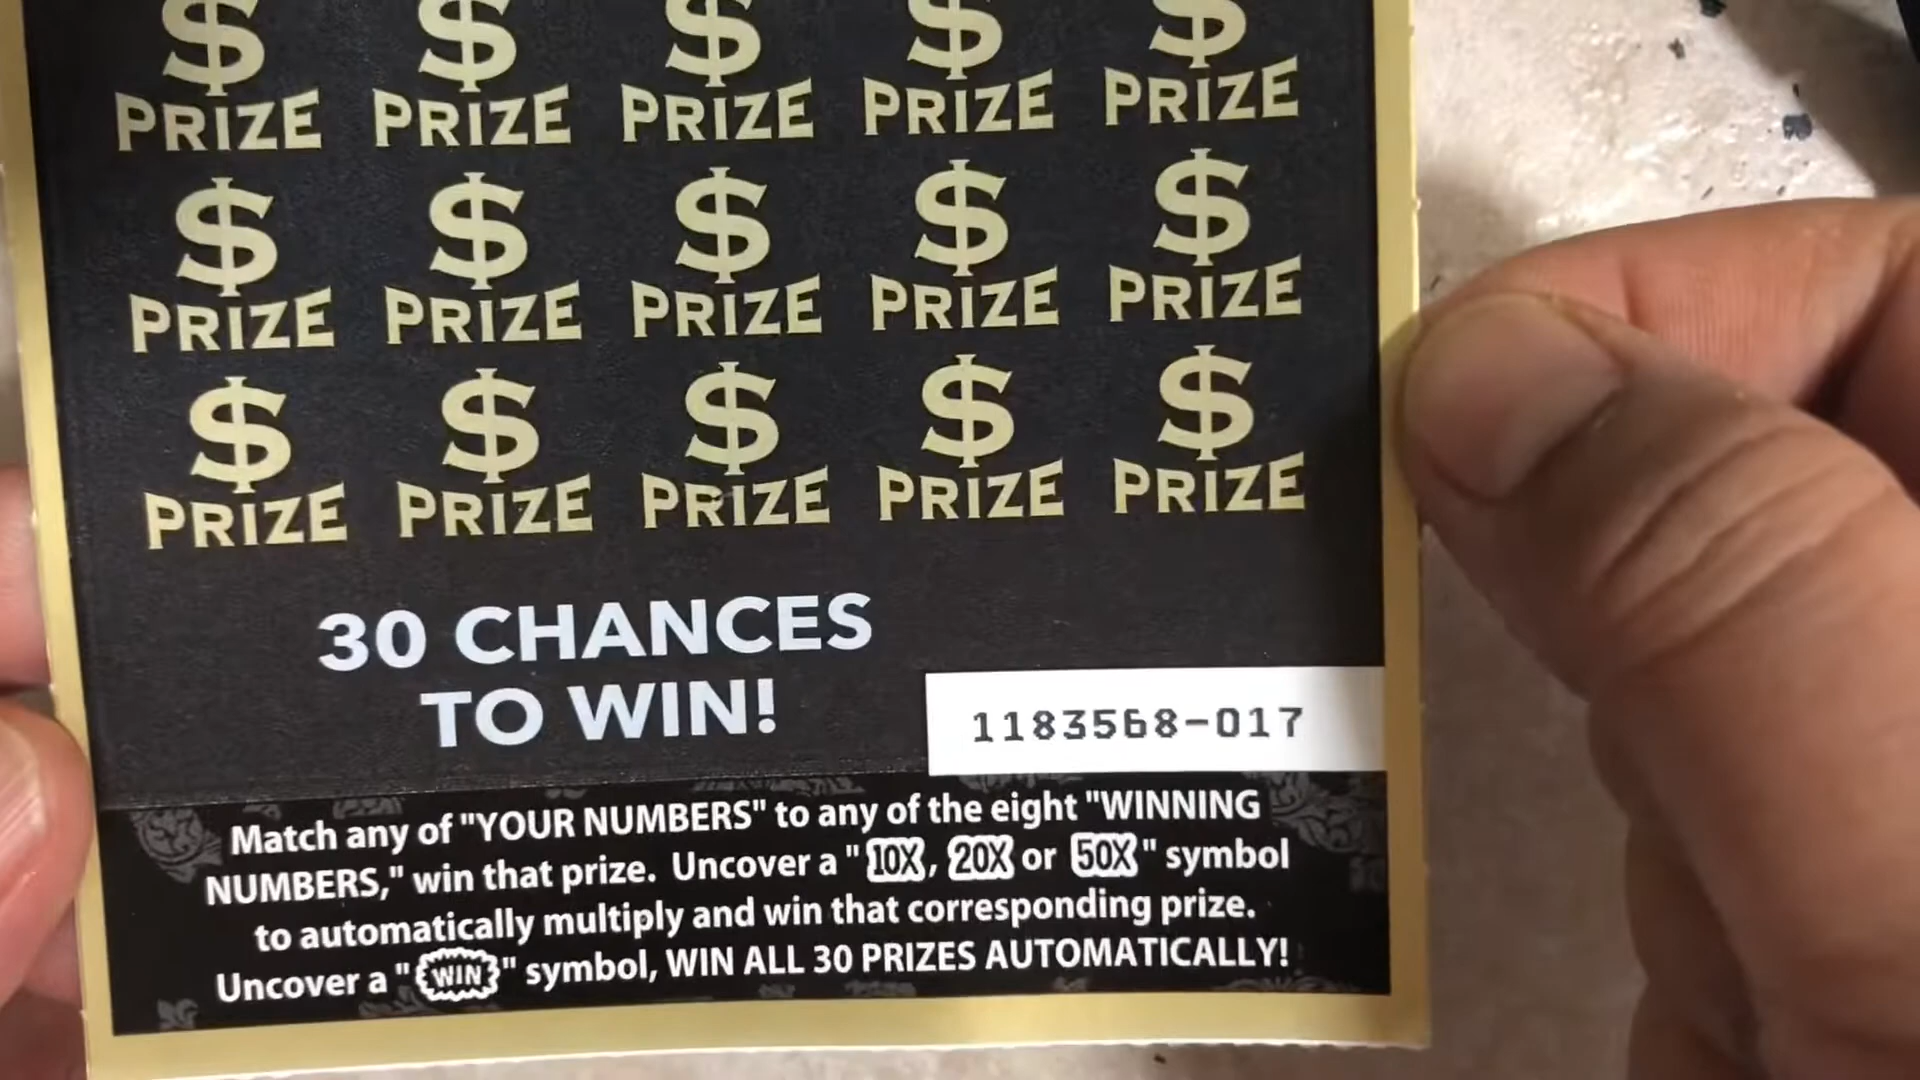 $ $ $ $ $
PRIZE PRIZE PRIZE PRIZE PRIZE
$ $ $ $ $
PRIZE PRIZE PRIZE PRIZE PRIZE
$ $ $ $ $
PRIZE PRIZE PRIZE PRIZE PRIZE
30 CHANCES
TO WIN!
1183568-017
Match any of "YOUR NUMBERS" to any of the eight "WINNING
NUMBERS," win that prize. Uncover a "10X, 20X or 50X" symbol
to automatically multiply and win that corresponding prize.
Uncover a "WIN" symbol, WIN ALL 30 PRIZES AUTOMATICALLY!